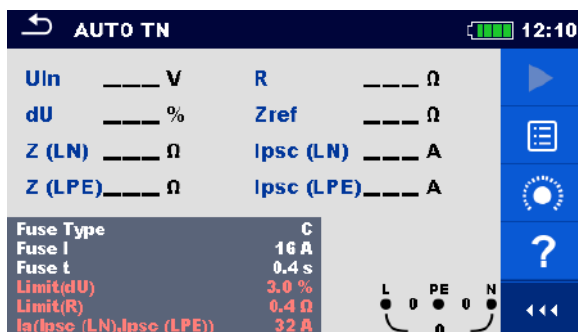 AUTO TN 12:10
Uln ___ V R ___ Ω
dU ___ % Zref ___ Ω
Z (LN) ___ Ω Ipsc (LN) ___ A
Z (LPE) ___ Ω Ipsc (LPE) ___ A
Fuse Type C
Fuse I 16 A
Fuse t 0.4 s
Limit(dU) 3.0 %
Limit(R) 0.4 Ω
Ia(Ipsc (LN),Ipsc (LPE)) 32 A
L PE N
0 0
0
?